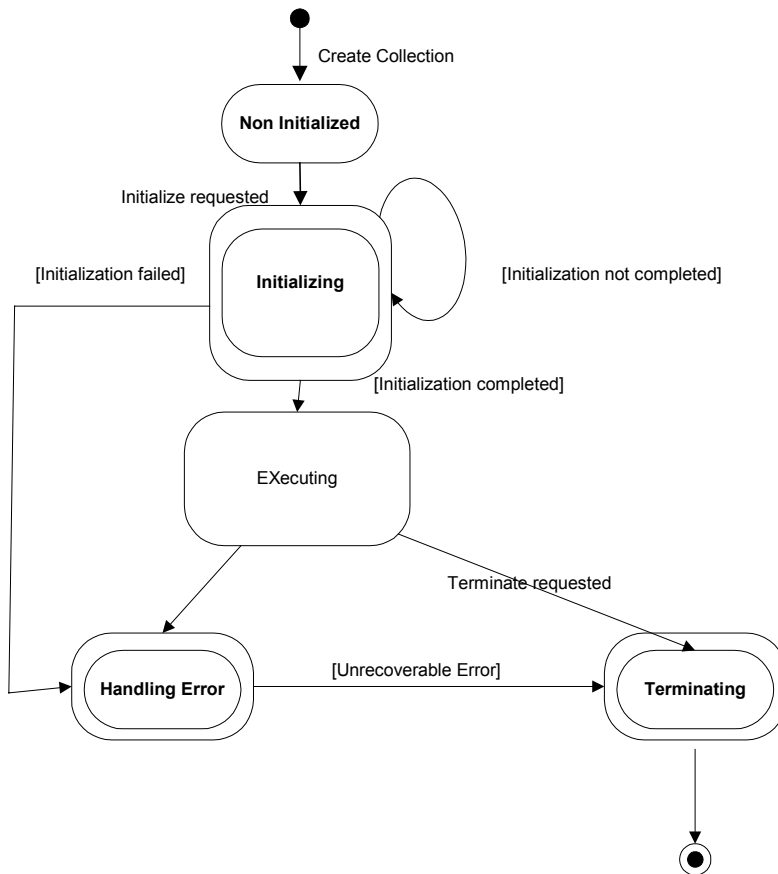 Create Collection
Non Initialized
Initialize requested
[Initialization failed]
Initializing
[Initialization not completed]
[Initialization completed]
EXecuting
Terminate requested
[Unrecoverable Error]
Handling Error
Terminating